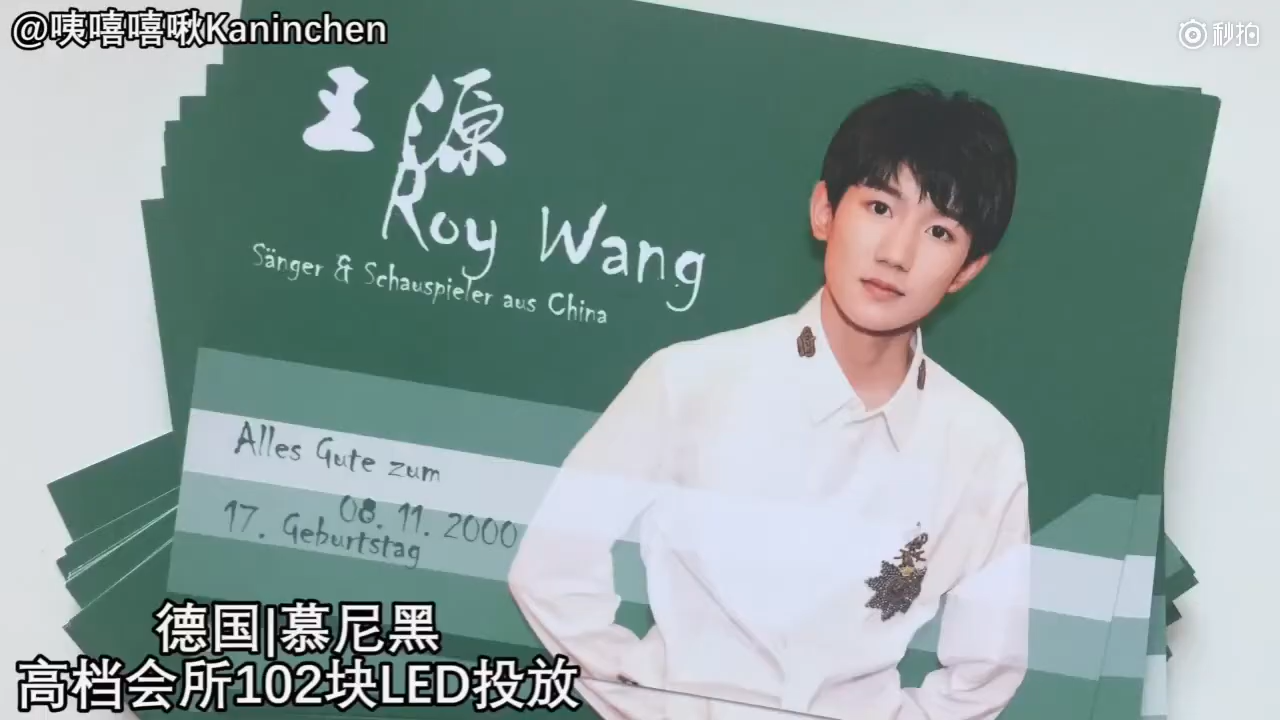 @咦嘻嘻啾Kaninchen
秒拍
王源
Roy Wang
Sänger & Schauspieler aus China
Alles Gute zum
08. 11. 2000
17. Geburtstag
德国|慕尼黑
高档会所102块LED投放